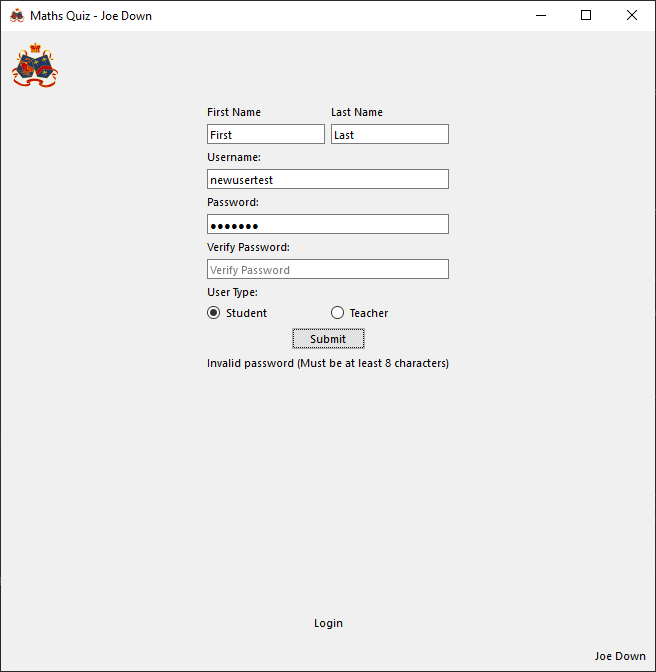 Maths Quiz - Joe Down
First Name Last Name
First Last
Username:
newusertest
Password:
●●●●●●●
Verify Password:
Verify Password
User Type:
Student Teacher
Submit
Invalid password (Must be at least 8 characters)
Login
Joe Down